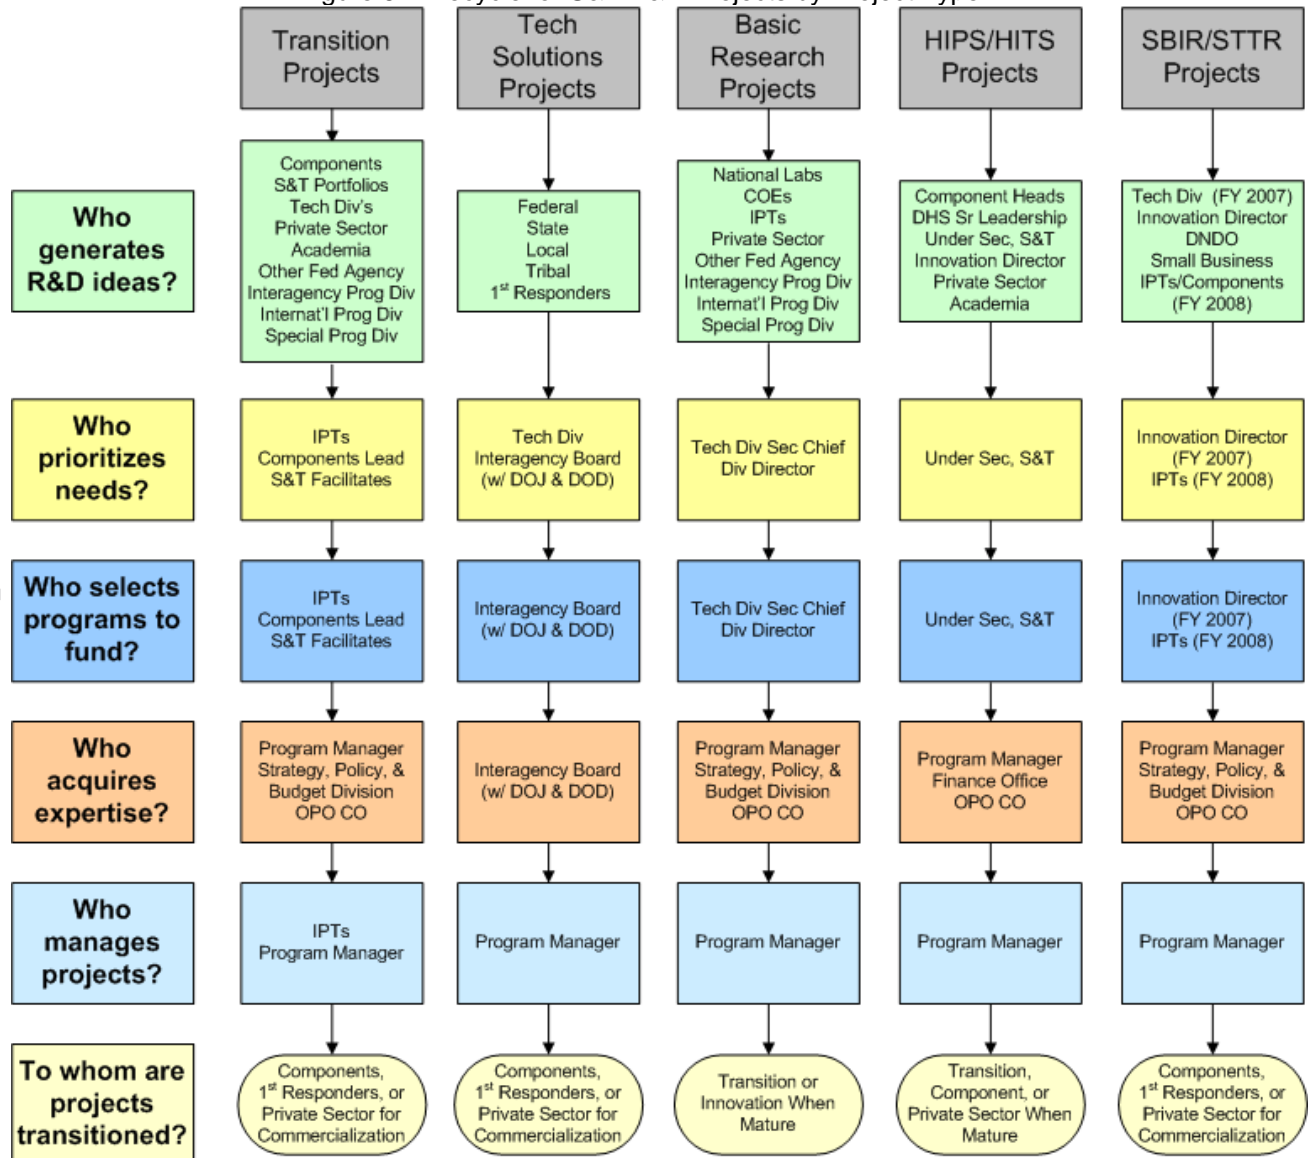 Transition
Projects
Tech
Solutions
Projects
Basic
Research
Projects
HIPS/HITS
Projects
SBIR/STTR
Projects
Who
generates
R&D ideas?
Components
S&T Portfolios
Tech Div's
Private Sector
Academia
Other Fed Agency
Interagency Prog Div
Internat'l Prog Div
Special Prog Div
Federal
State
Local
Tribal
1st Responders
National Labs
COEs
IPTs
Private Sector
Other Fed Agency
Interagency Prog Div
Internat'l Prog Div
Special Prog Div
Component Heads
DHS Sr Leadership
Under Sec, S&T
Innovation Director
Private Sector
Academia
Tech Div (FY 2007)
Innovation Director
DNDO
Small Business
IPTs/Components
(FY 2008)
Who
prioritizes
needs?
IPTs
Components Lead
S&T Facilitates
Tech Div
Interagency Board
(w/ DOJ & DOD)
Tech Div Sec Chief
Div Director
Under Sec, S&T
Innovation Director
(FY 2007)
IPTs (FY 2008)
Who selects
programs to
fund?
IPTs
Components Lead
S&T Facilitates
Interagency Board
(w/ DOJ & DOD)
Tech Div Sec Chief
Div Director
Under Sec, S&T
Innovation Director
(FY 2007)
IPTs (FY 2008)
Who
acquires
expertise?
Program Manager
Strategy, Policy, &
Budget Division
OPO CO
Interagency Board
(w/ DOJ & DOD)
Program Manager
Strategy, Policy, &
Budget Division
OPO CO
Program Manager
Finance Office
OPO CO
Program Manager
Strategy, Policy, &
Budget Division
OPO CO
Who
manages
projects?
IPTs
Program Manager
Program Manager
Program Manager
Program Manager
Program Manager
To whom are
projects
transitioned?
Components,
1st Responders, or
Private Sector for
Commercialization
Components,
1st Responders, or
Private Sector for
Commercialization
Transition or
Innovation When
Mature
Transition,
Component, or
Private Sector When
Mature
Components,
1st Responders, or
Private Sector for
Commercialization